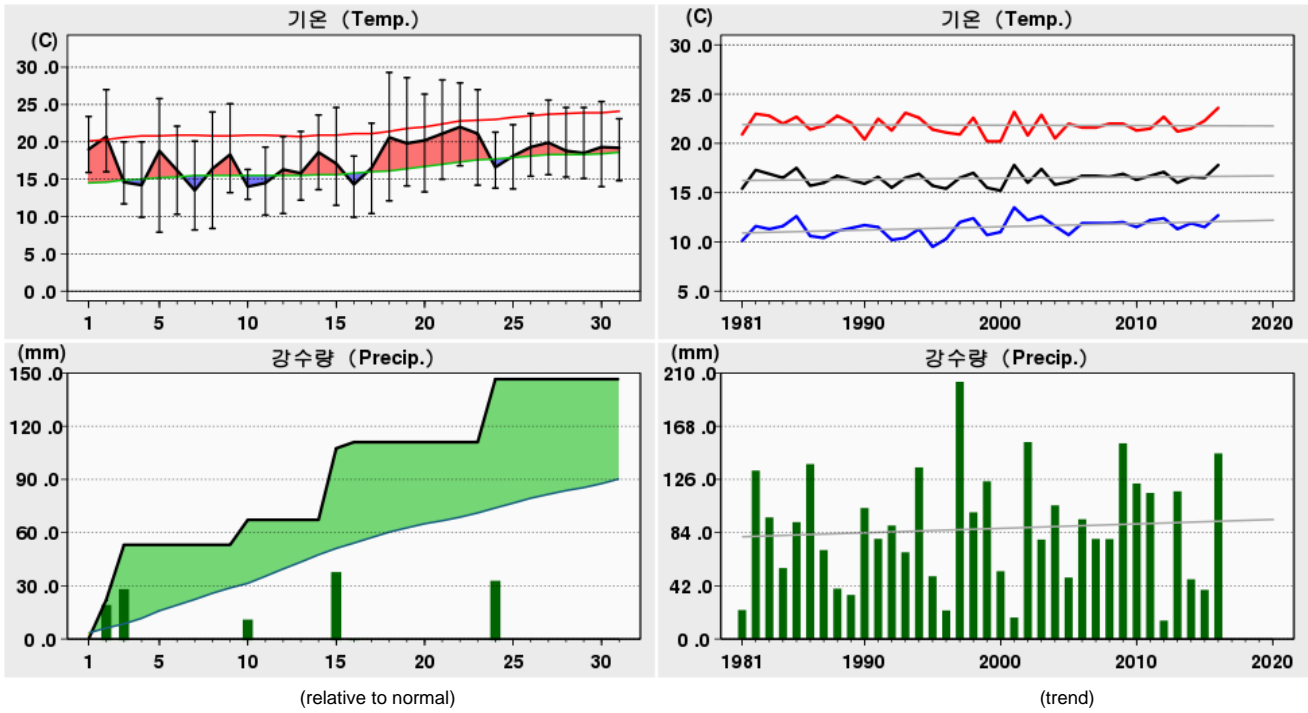 기온 (Temp.)
(C)
30 .0
25 .0
20 .0
15 .0
10 .0
5 .0
0 .0
1 5 10 15 20 25 30
기온 (Temp.)
(C)
30 .0
25 .0
20 .0
15 .0
10 .0
5 .0
1981 1990 2000 2010 2020
강수량 (Precip.)
(mm)
150 .0
120 .0
90 .0
60 .0
30 .0
0 .0
1 5 10 15 20 25 30
(relative to normal)
강수량 (Precip.)
(mm)
210 .0
168 .0
126 .0
84 .0
42 .0
0 .0
1981 1990 2000 2010 2020
(trend)